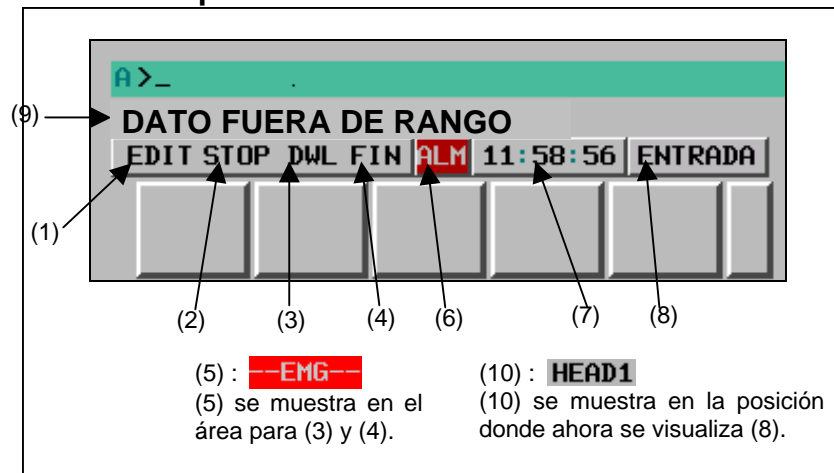 A>_
(9) DATO FUERA DE RANGO
EDIT STOP DWL FIN ALM 11:58:56 ENTRADA
(1)
(2) (3) (4) (6) (7) (8)
(5) : --EMG--
(5) se muestra en el
área para (3) y (4).
(10) : HEAD1
(10) se muestra en la posición
donde ahora se visualiza (8).